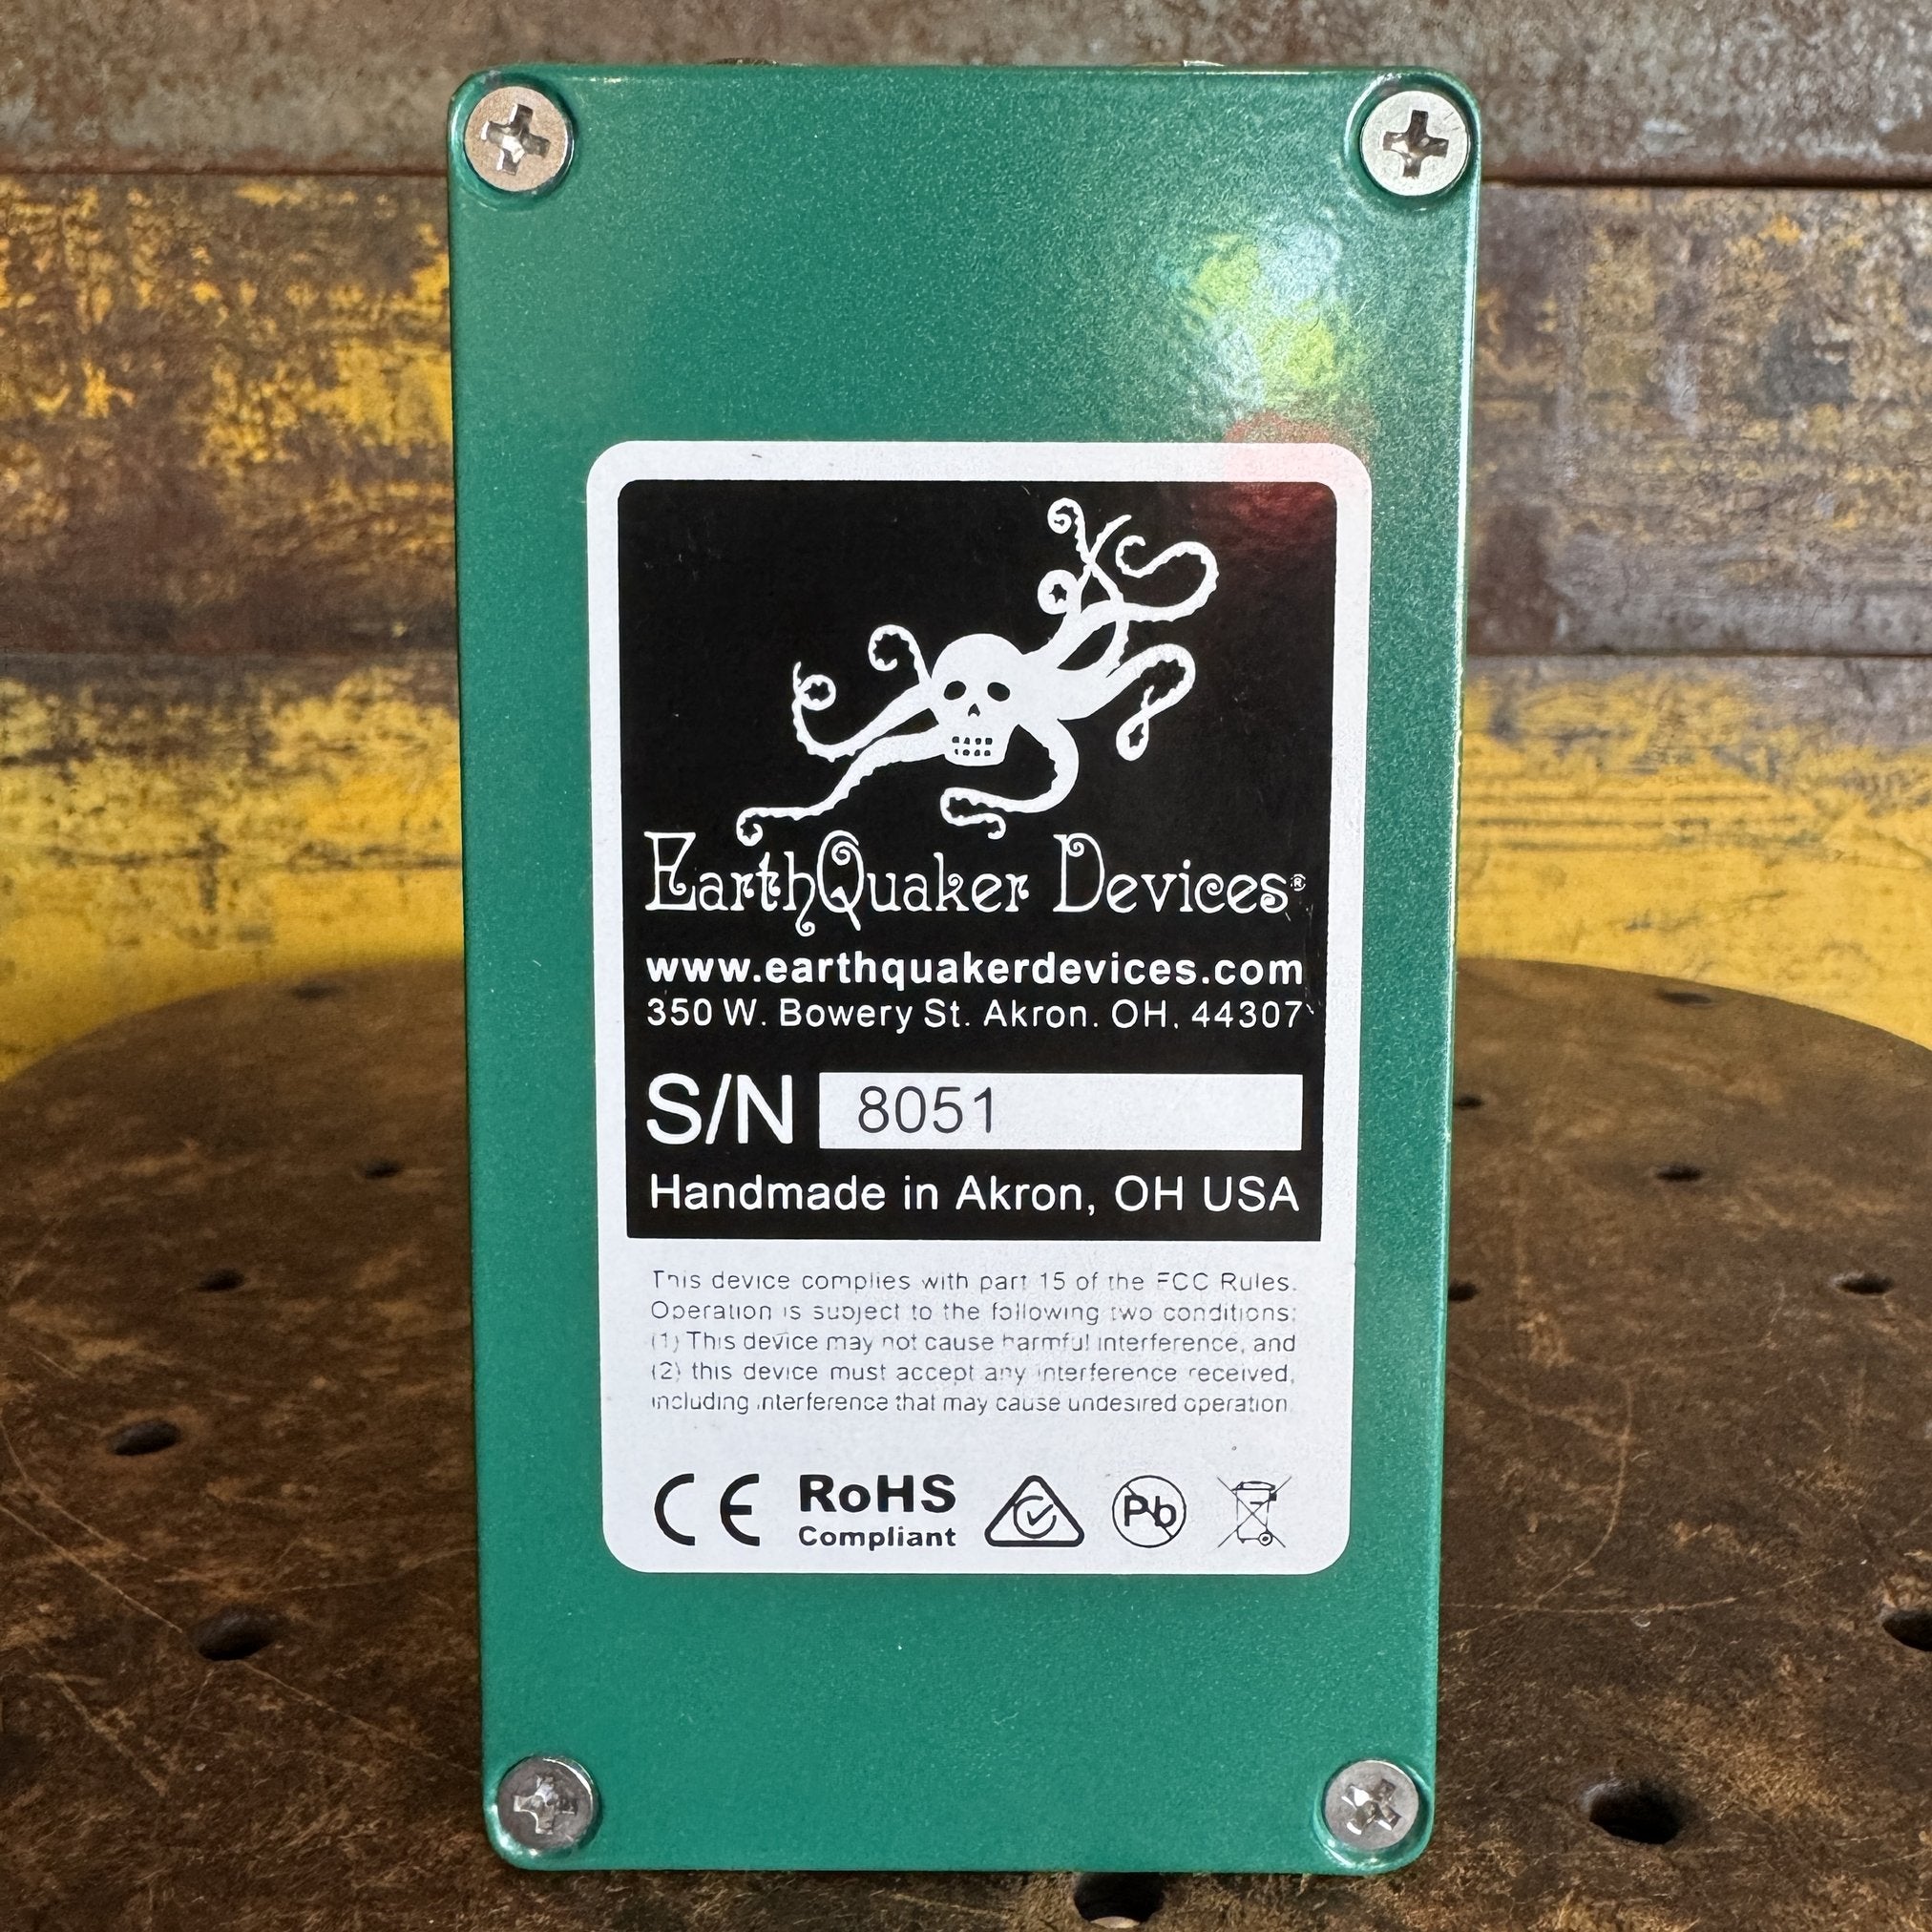 EarthQuaker Devices®
www.earthquakerdevices.com
350 W. Bowery St. Akron. OH. 44307
S/N 8051
Handmade in Akron, OH USA
This device complies with part 15 of the FCC Rules.
Operation is subject to the following two conditions:
(1) This device may not cause harmful interference, and
(2) this device must accept any interference received,
including interference that may cause undesired operation.
CE RoHS Pb
Compliant